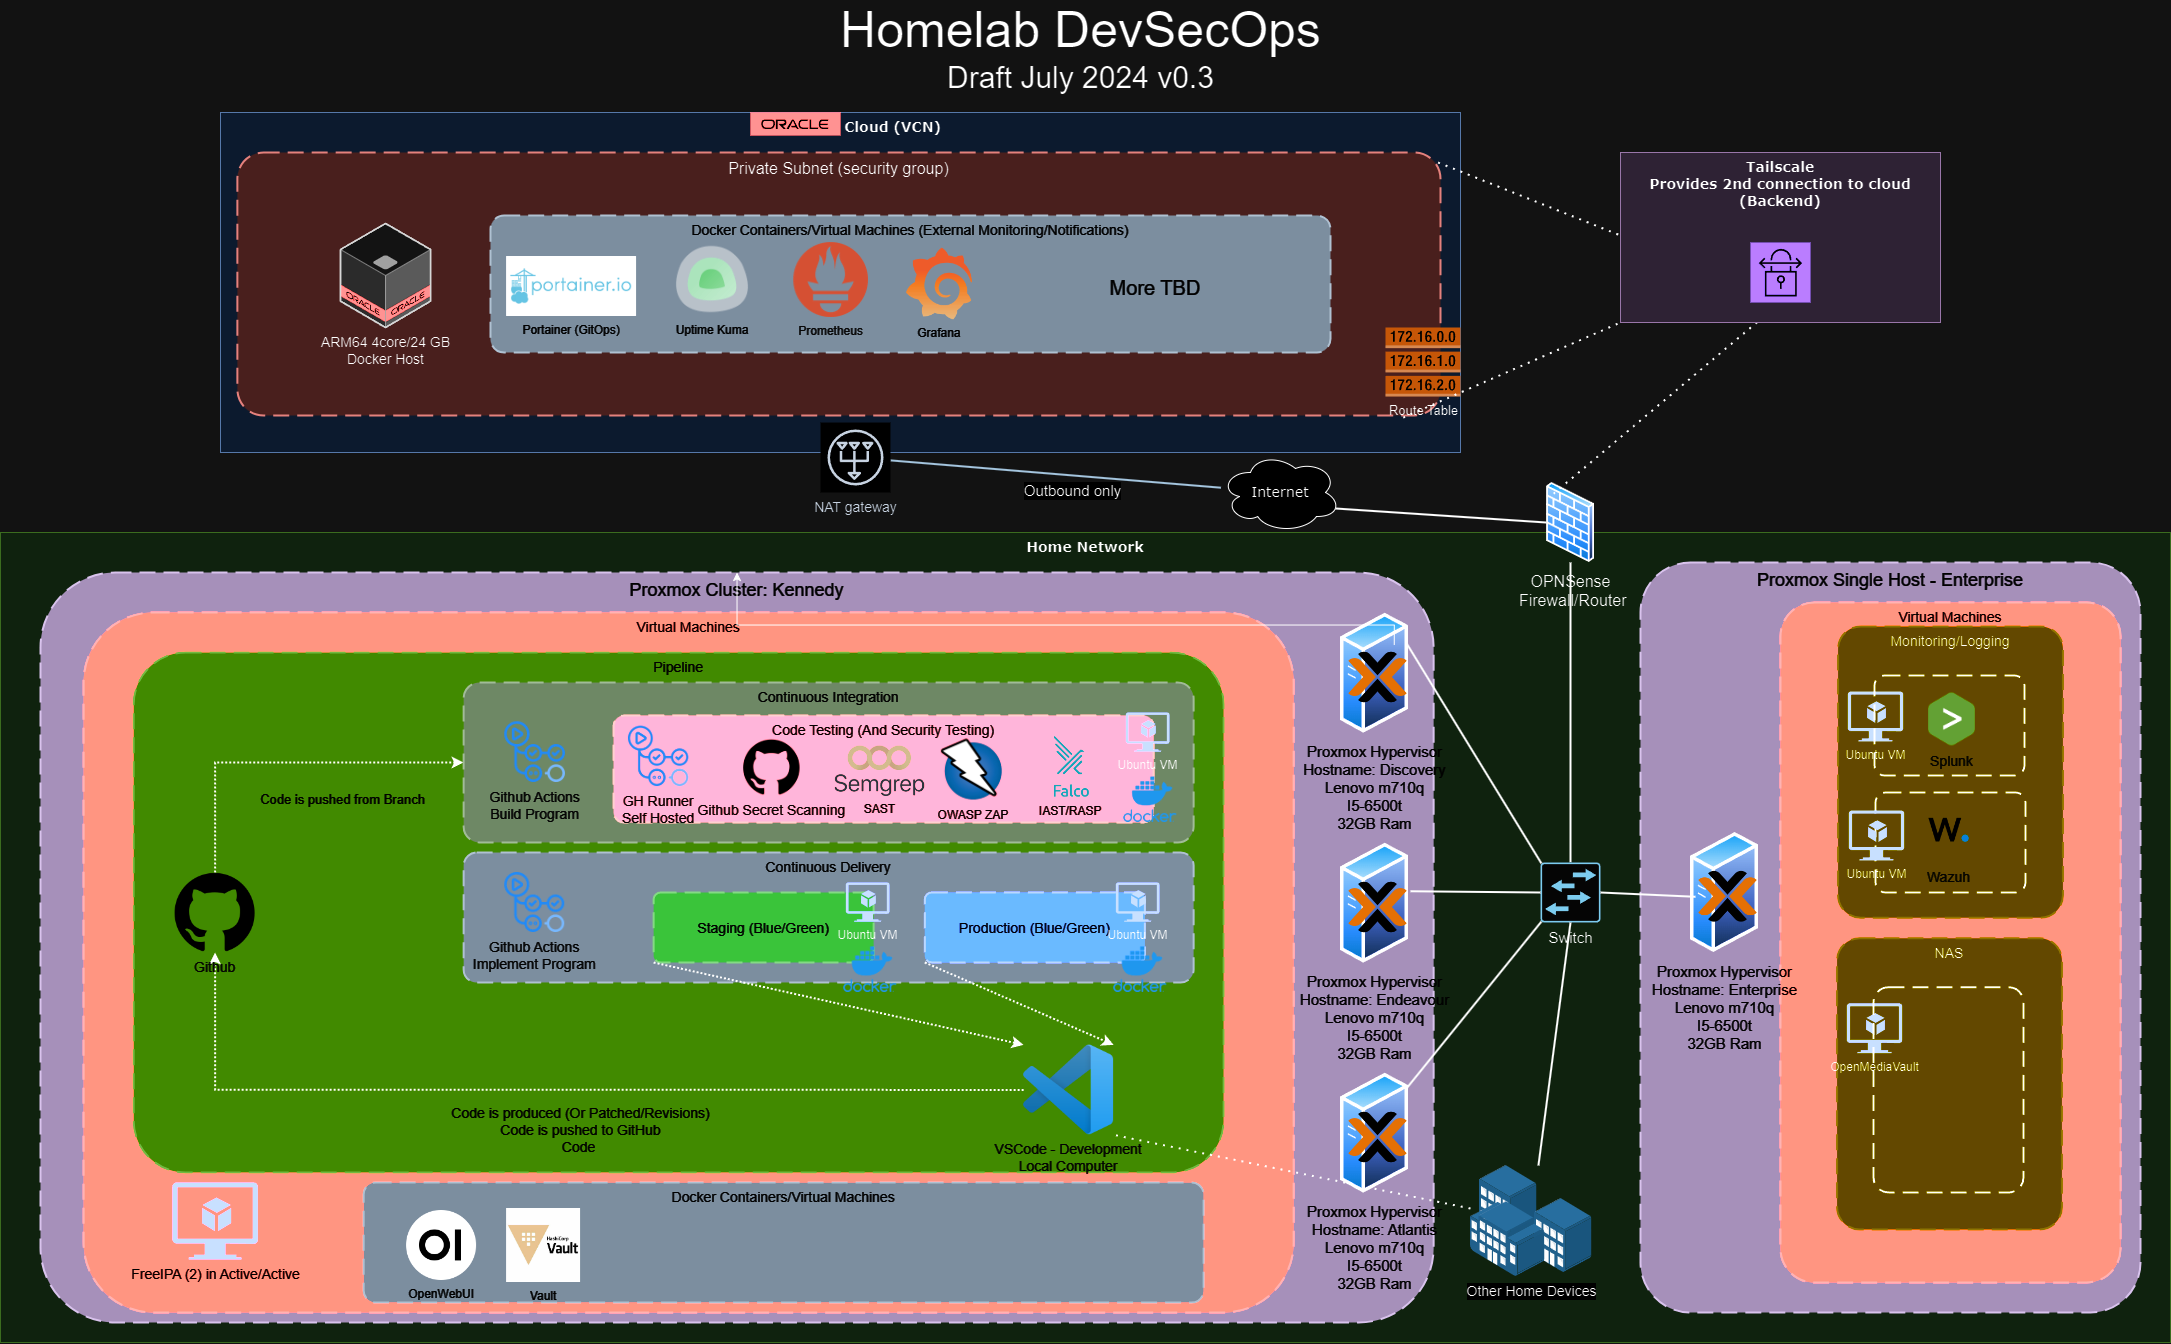 Homelab DevSecOps
Draft July 2024 v0.3
ORACLE Cloud (VCN)
Private Subnet (security group)
ORACLE ORACLE
ARM64 4core/24 GB
Docker Host
Docker Containers/Virtual Machines (External Monitoring/Notifications)
portainer.io
Portainer (GitOps)
Uptime Kuma
Prometheus
Grafana
More TBD
172.16.0.0
172.16.1.0
172.16.2.0
Route Table
Tailscale
Provides 2nd connection to cloud
(Backend)
NAT gateway
Outbound only
Internet
OPNSense
Firewall/Router
Home Network
Proxmox Cluster: Kennedy
Virtual Machines
Pipeline
Continuous Integration
Github Actions
Build Program
Code Testing (And Security Testing)
GH Runner
Self Hosted
Github Secret Scanning
Semgrep
SAST
OWASP ZAP
Falco
IAST/RASP
Ubuntu VM
docker
Code is pushed from Branch
Github
Continuous Delivery
Github Actions
Implement Program
Staging (Blue/Green)
Ubuntu VM
docker
Production (Blue/Green)
Ubuntu VM
docker
Code is produced (Or Patched/Revisions)
Code is pushed to GitHub
Code
VSCode - Development
Local Computer
FreeIPA (2) in Active/Active
Docker Containers/Virtual Machines
OI
OpenWebUI
HashiCorp
Vault
Vault
Proxmox Hypervisor
Hostname: Discovery
Lenovo m710q
I5-6500t
32GB Ram
Proxmox Hypervisor
Hostname: Endeavour
Lenovo m710q
I5-6500t
32GB Ram
Proxmox Hypervisor
Hostname: Atlantis
Lenovo m710q
I5-6500t
32GB Ram
Switch
Other Home Devices
Proxmox Single Host - Enterprise
Proxmox Hypervisor
Hostname: Enterprise
Lenovo m710q
I5-6500t
32GB Ram
Virtual Machines
Monitoring/Logging
Ubuntu VM
Splunk
W.
Ubuntu VM
Wazuh
NAS
OpenMediaVault